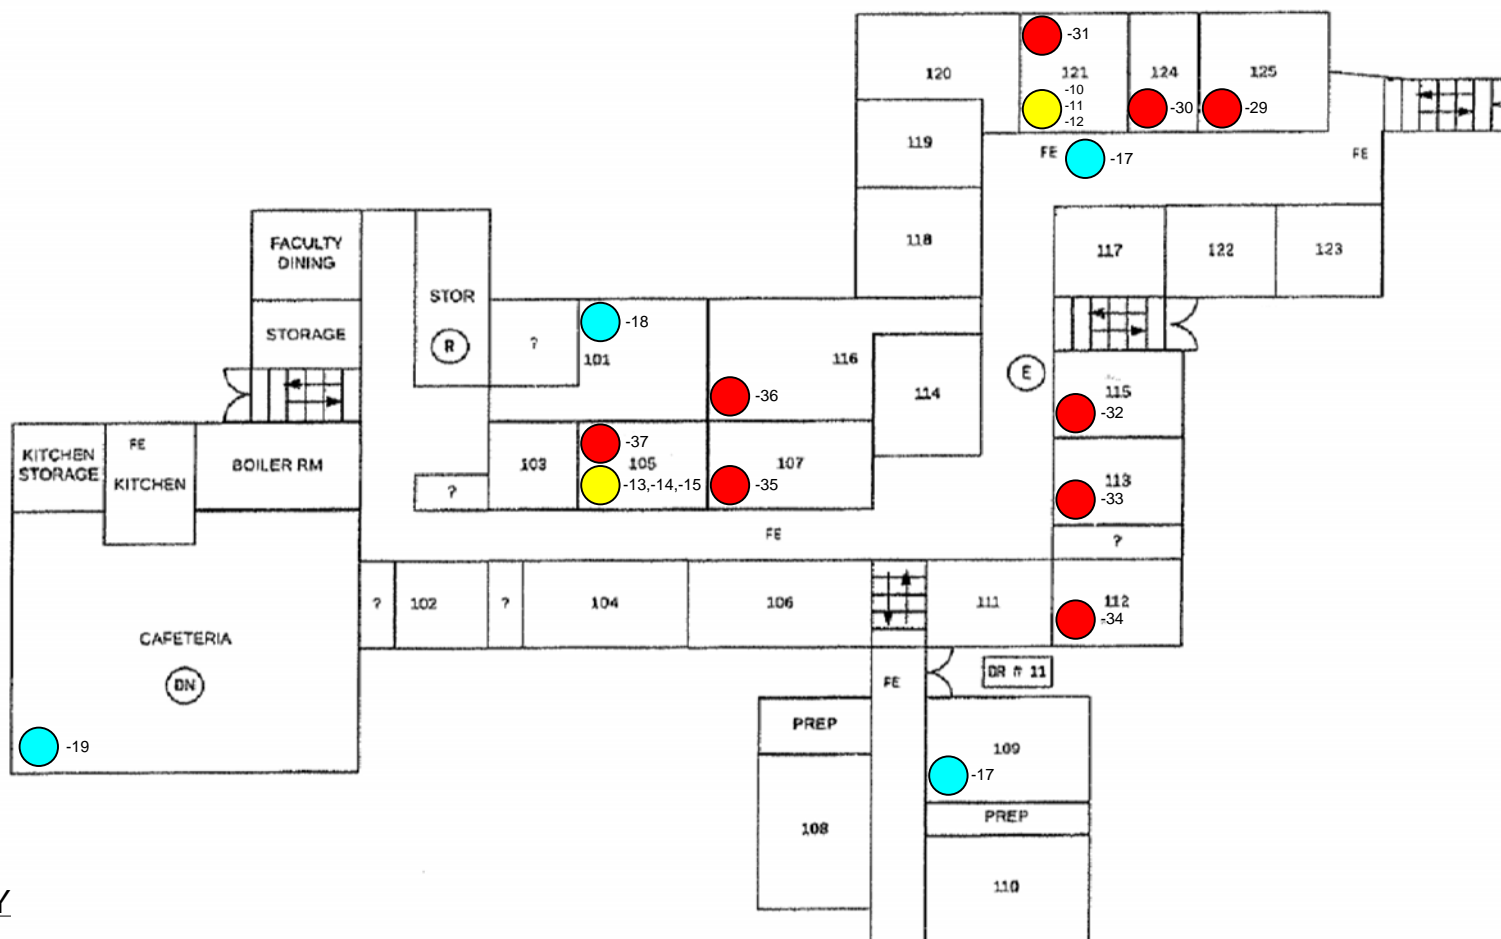 -31
120
121
124
125
-10
-11
-12
-30
-29
119
FE
-17
FE
118
117
122
123
FACULTY
DINING
STOR
STORAGE
R
?
-18
101
116
114
E
115
-36
-32
KITCHEN
STORAGE
FE
KITCHEN
BOILER RM
?
103
-37
105
-13,-14,-15
107
-35
113
-33
FE
?
?
102
?
104
106
111
112
-34
CAFETERIA
DN
FE
DR # 11
-19
PREP
109
-17
108
PREP
110
Y